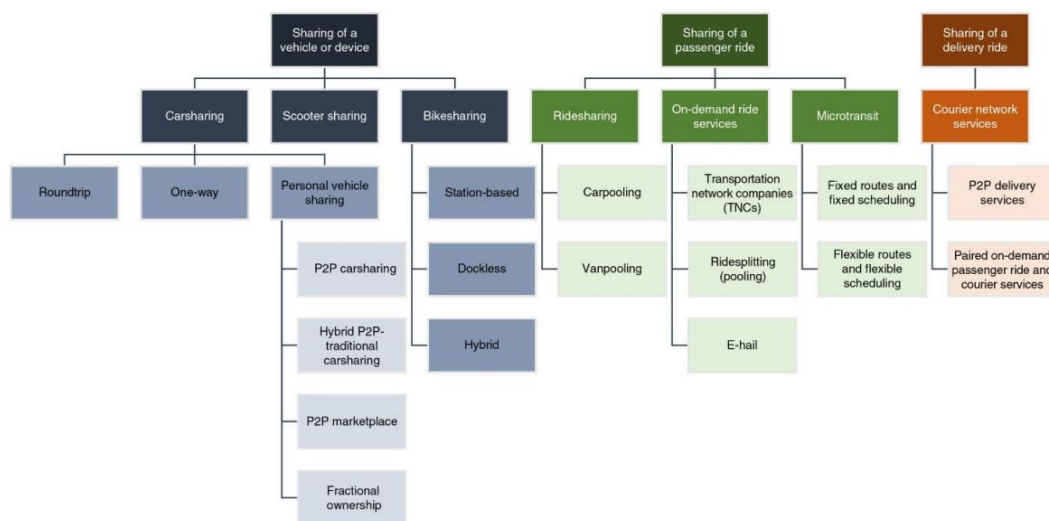 Sharing of a
vehicle or device
Sharing of a
passenger ride
Sharing of a
delivery ride
Carsharing
Scooter sharing
Bikesharing
Ridesharing
On-demand ride
services
Microtransit
Courier network
services
Roundtrip
One-way
Personal vehicle
sharing
Station-based
Carpooling
Transportation
network companies
(TNCs)
Fixed routes and
fixed scheduling
P2P delivery
services
P2P carsharing
Dockless
Vanpooling
Ridesplitting
(pooling)
Flexible routes
and flexible
scheduling
Paired on-demand
passenger ride and
courier services
Hybrid P2P-
traditional
carsharing
Hybrid
E-hail
P2P marketplace
Fractional
ownership